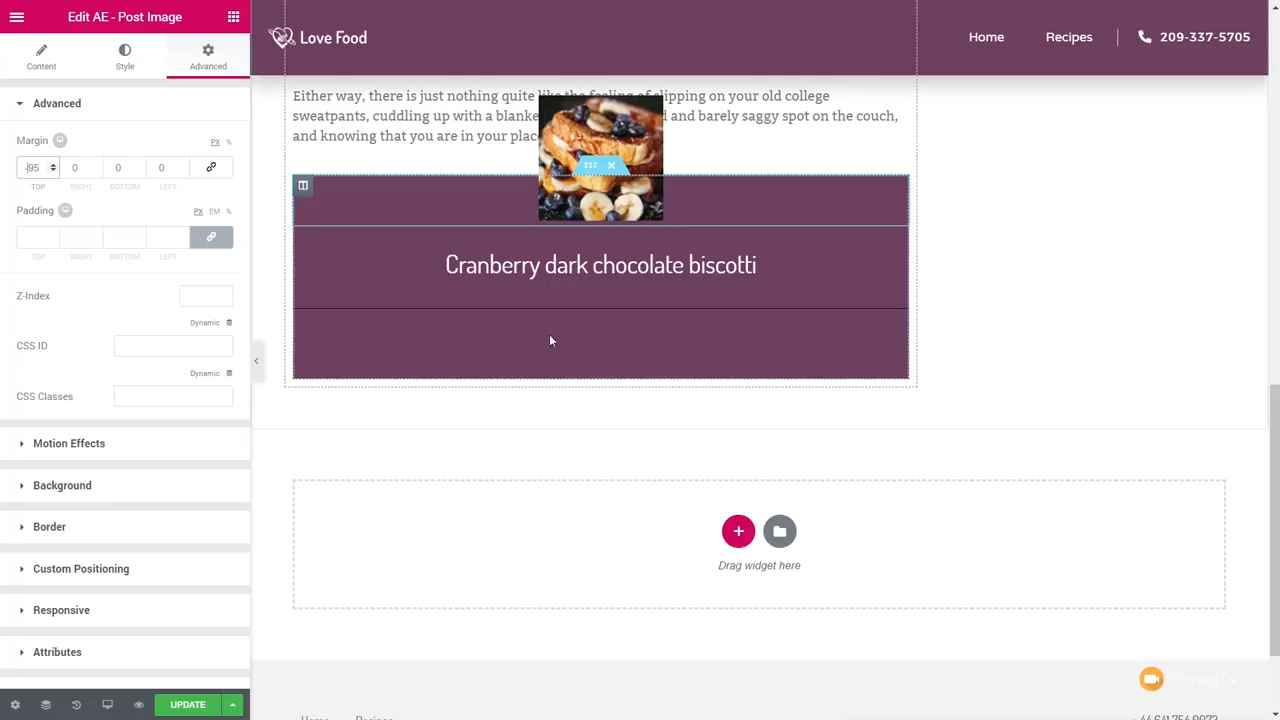 Edit AE - Post Image
Content
Style
Advanced
Advanced
Margin
PX
%
-95
0
0
0
TOP
RIGHT
BOTTOM
LEFT
Padding
PX
EM
%
TOP
RIGHT
BOTTOM
LEFT
Z-Index
Dynamic
CSS ID
Dynamic
CSS Classes
Motion Effects
Background
Border
Custom Positioning
Responsive
Attributes
UPDATE
Love Food
Home
Recipes
209-337-5705
Either way, there is just nothing quite like the feeling of slipping on your old college
sweatpants, cuddling up with a blanke and barely saggy spot on the couch,
and knowing that you are in your plac
Cranberry dark chocolate biscotti
Drag widget here
Home
Recipes